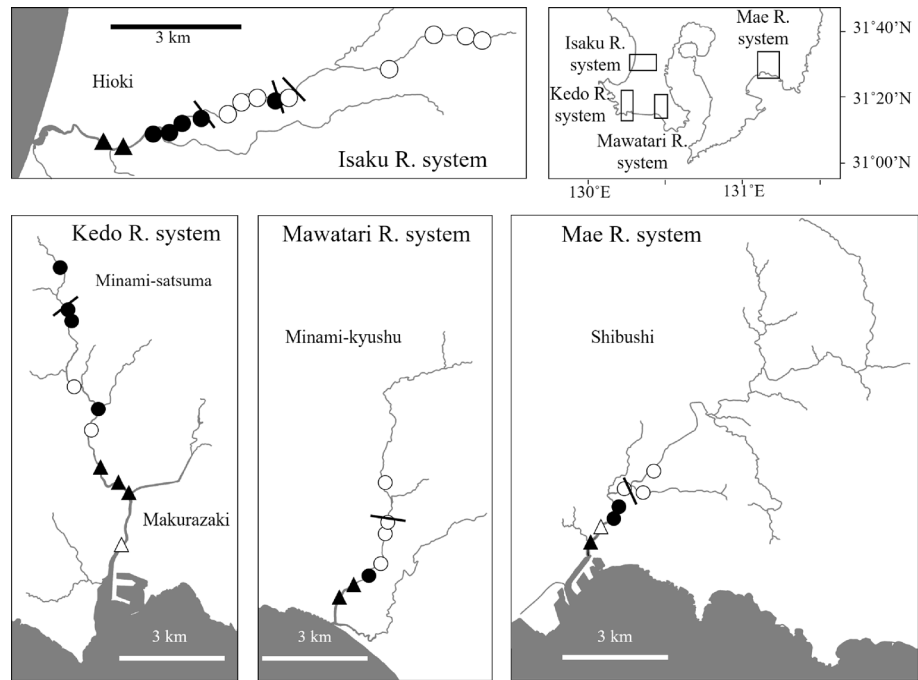 3 km
Hioki
Isaku R. system
Mae R.
system
Isaku R.
system
Kedo R.
system
Mawatari R.
system
31°40’N
31°20’N
31°00’N
130°E
131°E
Kedo R. system
Minami-satsuma
Makurazaki
3 km
Mawatari R. system
Minami-kyushu
3 km
Mae R. system
Shibushi
3 km